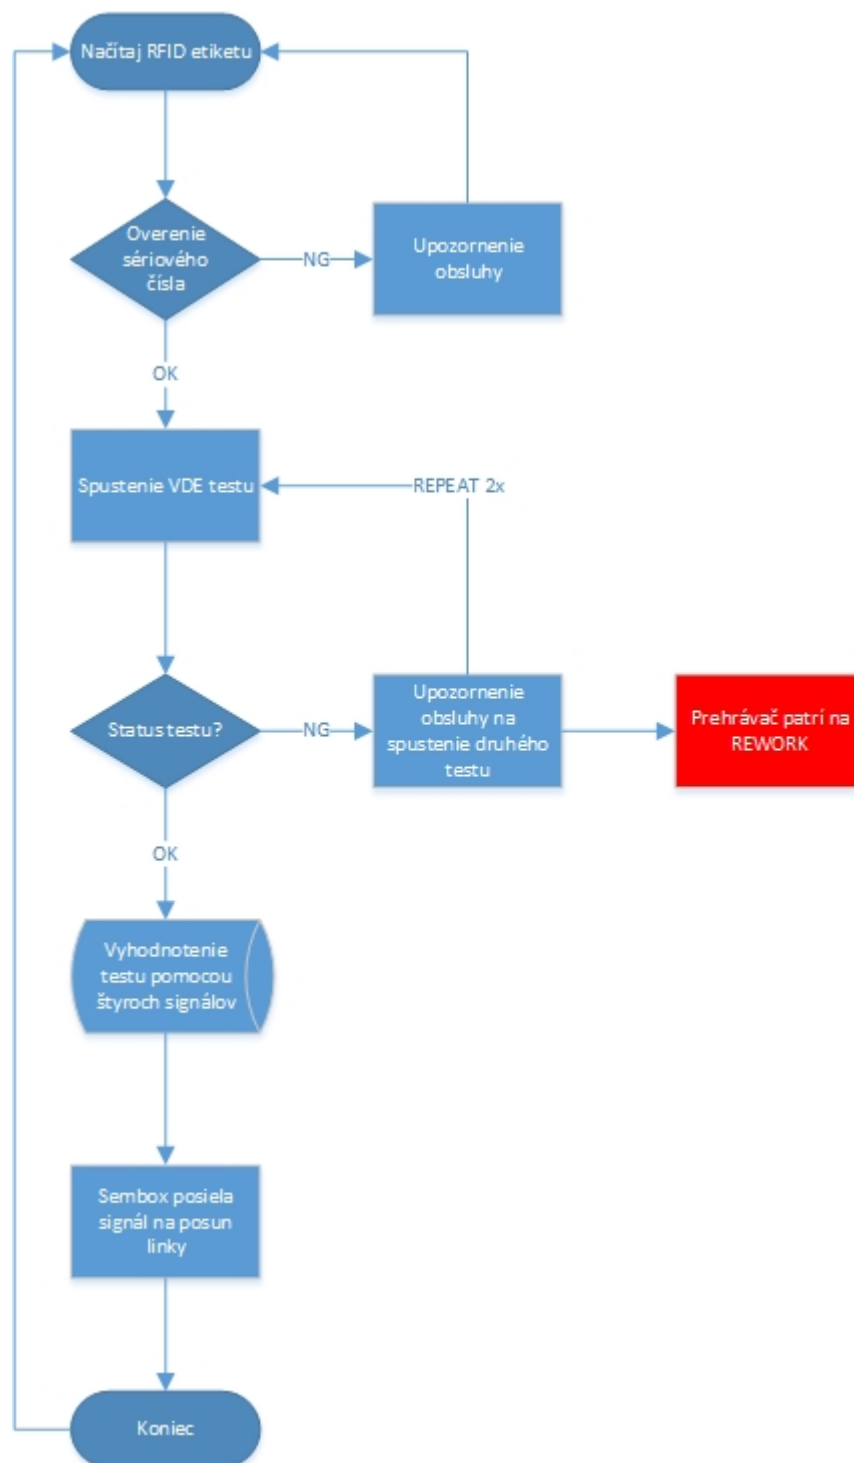 Načítaj RFID etiketu
Overenie
sériového
čísla
NG
Upozornenie
obsluhy
OK
Spustenie VDE testu
REPEAT 2x
Status testu?
NG
Upozornenie
obsluhy na
spustenie druhého
testu
Prehrávač patrí na
REWORK
OK
Vyhodnotenie
testu pomocou
štyroch signálov
Sembox posiela
signál na posun
linky
Koniec